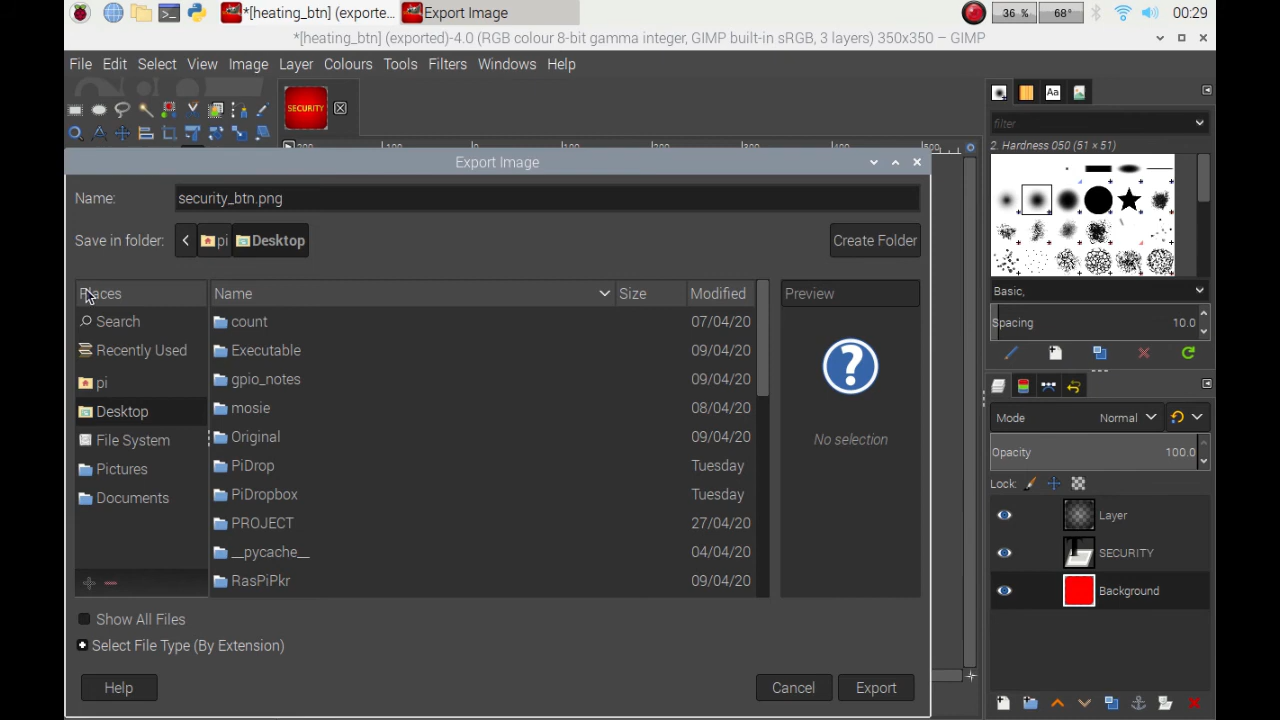 *[heating_btn] (exporte...
Export Image
36 %
68°
00:29
*[heating_btn] (exported)-4.0 (RGB colour 8-bit gamma integer, GIMP built-in sRGB, 3 layers) 350x350 – GIMP
File Edit Select View Image Layer Colours Tools Filters Windows Help
SECURITY
Aa
filter
2. Hardness 050 (51 × 51)
Basic,
Spacing 10.0
Mode Normal
Opacity 100.0
Lock:
Layer
SECURITY
Background
Export Image
Name: security_btn.png
Save in folder: pi Desktop Create Folder
Places
Search
Recently Used
pi
Desktop
File System
Pictures
Documents
Name Size Modified
count 07/04/20
Executable 09/04/20
gpio_notes 09/04/20
mosie 08/04/20
Original 09/04/20
PiDrop Tuesday
PiDropbox Tuesday
PROJECT 27/04/20
__pycache__ 04/04/20
RasPiPkr 09/04/20
Preview
No selection
Show All Files
Select File Type (By Extension)
Help Cancel Export